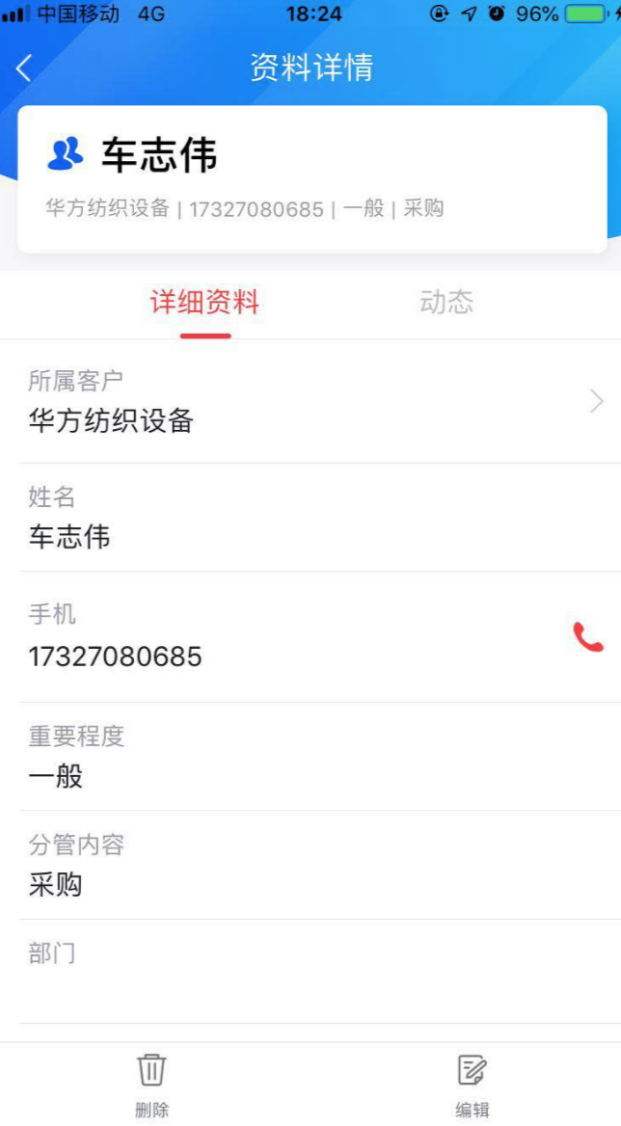 中国移动 4G 18:24 96%
资料详情
车志伟
华方纺织设备 | 17327080685 | 一般 | 采购
详细资料 动态
所属客户
华方纺织设备
姓名
车志伟
手机
17327080685
重要程度
一般
分管内容
采购
部门
删除 编辑